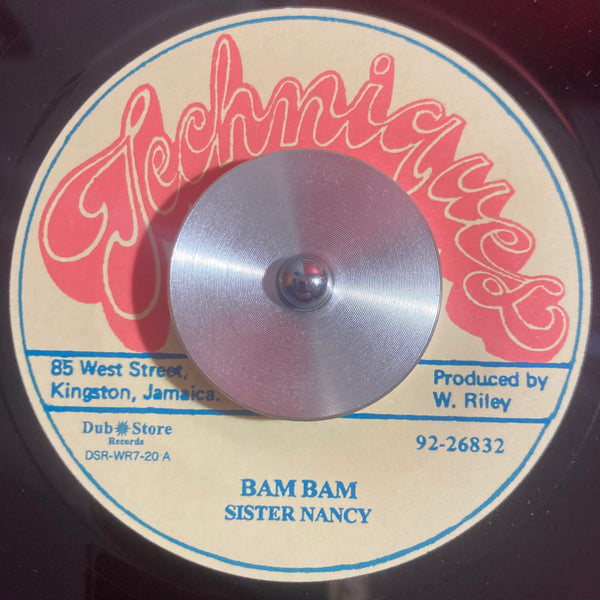 Techniques
85 West Street,
Kingston, Jamaica.
Produced by
W. Riley
Dub Store
Records
DSR-WR7-20 A
92-26832
BAM BAM
SISTER NANCY